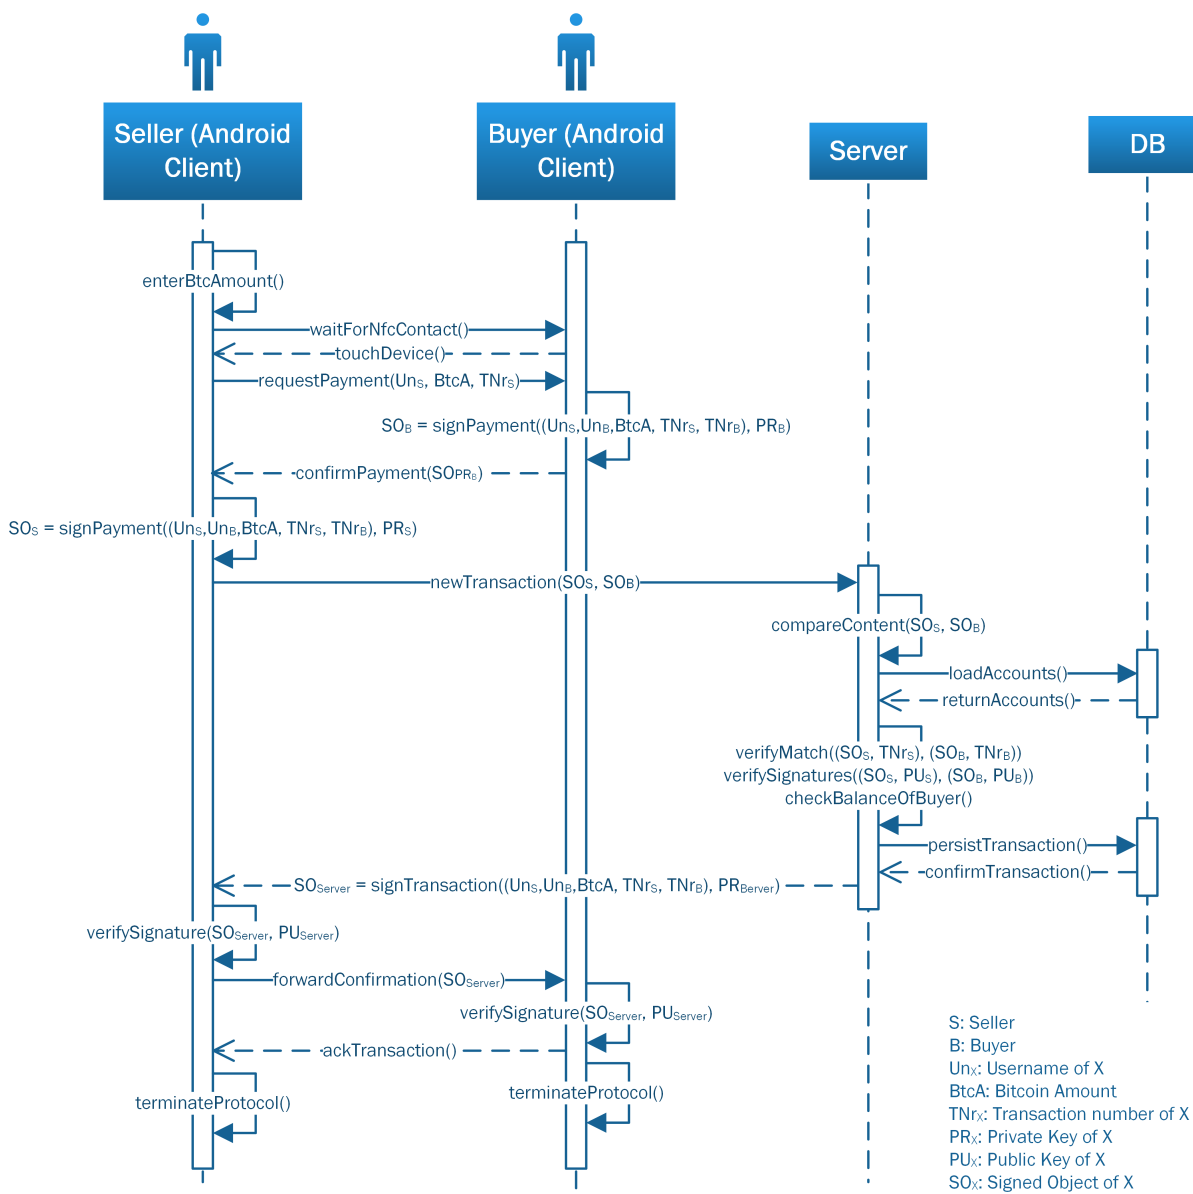 Seller (Android
Client)
Buyer (Android
Client)
Server
DB
enterBtcAmount()
waitForNfcContact()
touchDevice()
requestPayment(UnS, BtcA, TNrS)
SOB = signPayment((UnS,UnB,BtcA, TNrS, TNrB), PRB)
confirmPayment(SOPRB)
SOS = signPayment((UnS,UnB,BtcA, TNrS, TNrB), PRS)
newTransaction(SOS, SOB)
compareContent(SOS, SOB)
loadAccounts()
returnAccounts()
verifyMatch((SOS, TNrS), (SOB, TNrB))
verifySignatures((SOS, PUS), (SOB, PUB))
checkBalanceOfBuyer()
persistTransaction()
confirmTransaction()
SOServer = signTransaction((UnS,UnB,BtcA, TNrS, TNrB), PRBerver)
verifySignature(SOServer, PUServer)
forwardConfirmation(SOServer)
verifySignature(SOServer, PUServer)
ackTransaction()
terminateProtocol()
terminateProtocol()
S: Seller
B: Buyer
UnX: Username of X
BtcA: Bitcoin Amount
TNrX: Transaction number of X
PRX: Private Key of X
PUX: Public Key of X
SOX: Signed Object of X